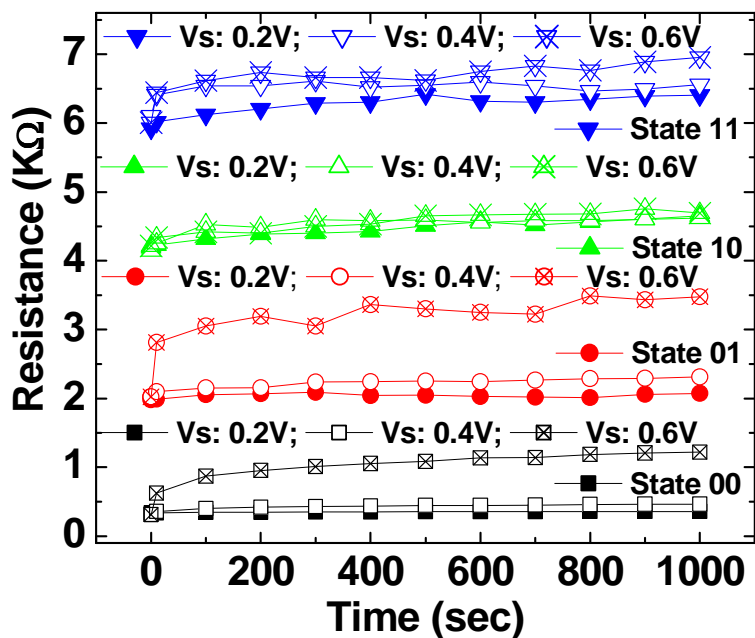 Vs: 0.2V; Vs: 0.4V; Vs: 0.6V
State 11
Vs: 0.2V; Vs: 0.4V; Vs: 0.6V
State 10
Vs: 0.2V; Vs: 0.4V; Vs: 0.6V
State 01
Vs: 0.2V; Vs: 0.4V; Vs: 0.6V
State 00
7
6
5
4
3
2
1
0
Resistance (KΩ)
0 200 400 600 800 1000
Time (sec)